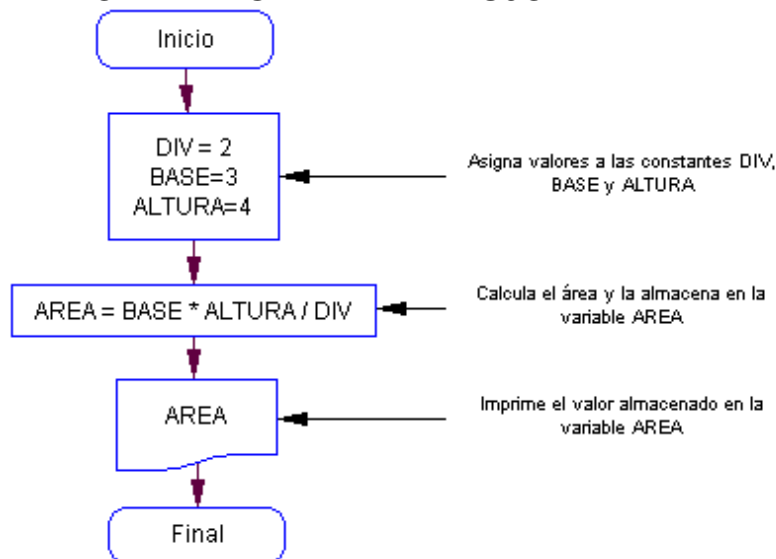 Inicio
DIV = 2
BASE=3
ALTURA=4
Asigna valores a las constantes DIV,
BASE y ALTURA
AREA = BASE * ALTURA / DIV
Calcula el área y la almacena en la
variable AREA
AREA
Imprime el valor almacenado en la
variable AREA
Final